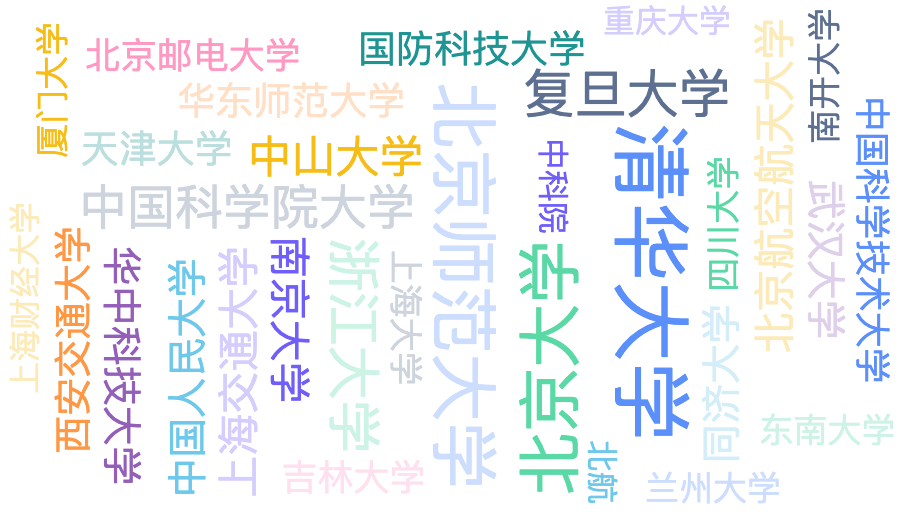 厦门大学
北京邮电大学
国防科技大学
重庆大学
南开大学
华东师范大学
复旦大学
天津大学
中山大学
中国科学院大学
北京师范大学
中科院
清华大学
四川大学
北京航空航天大学
武汉大学
中国科学技术大学
上海财经大学
西安交通大学
华中科技大学
中国人民大学
上海交通大学
南京大学
浙江大学
上海大学
北京大学
同济大学
东南大学
吉林大学
北航
兰州大学